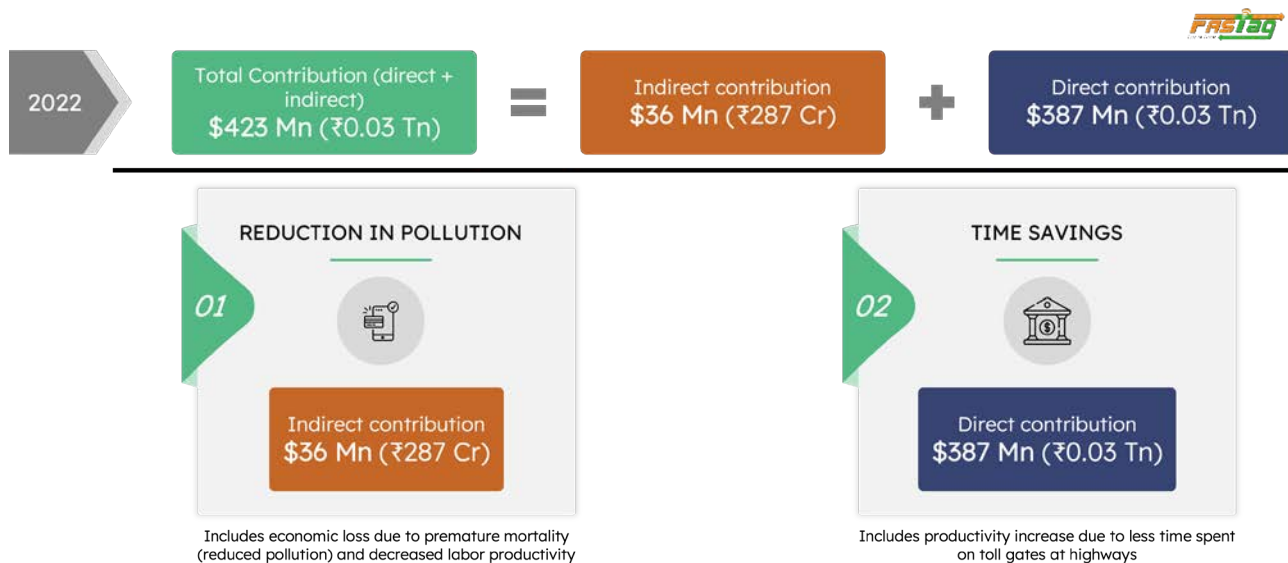 FASTag
2022
Total Contribution (direct +
indirect)
$423 Mn (₹0.03 Tn)
=
Indirect contribution
$36 Mn (₹287 Cr)
+
Direct contribution
$387 Mn (₹0.03 Tn)
REDUCTION IN POLLUTION
01
Indirect contribution
$36 Mn (₹287 Cr)
Includes economic loss due to premature mortality
(reduced pollution) and decreased labor productivity
TIME SAVINGS
02
Direct contribution
$387 Mn (₹0.03 Tn)
Includes productivity increase due to less time spent
on toll gates at highways